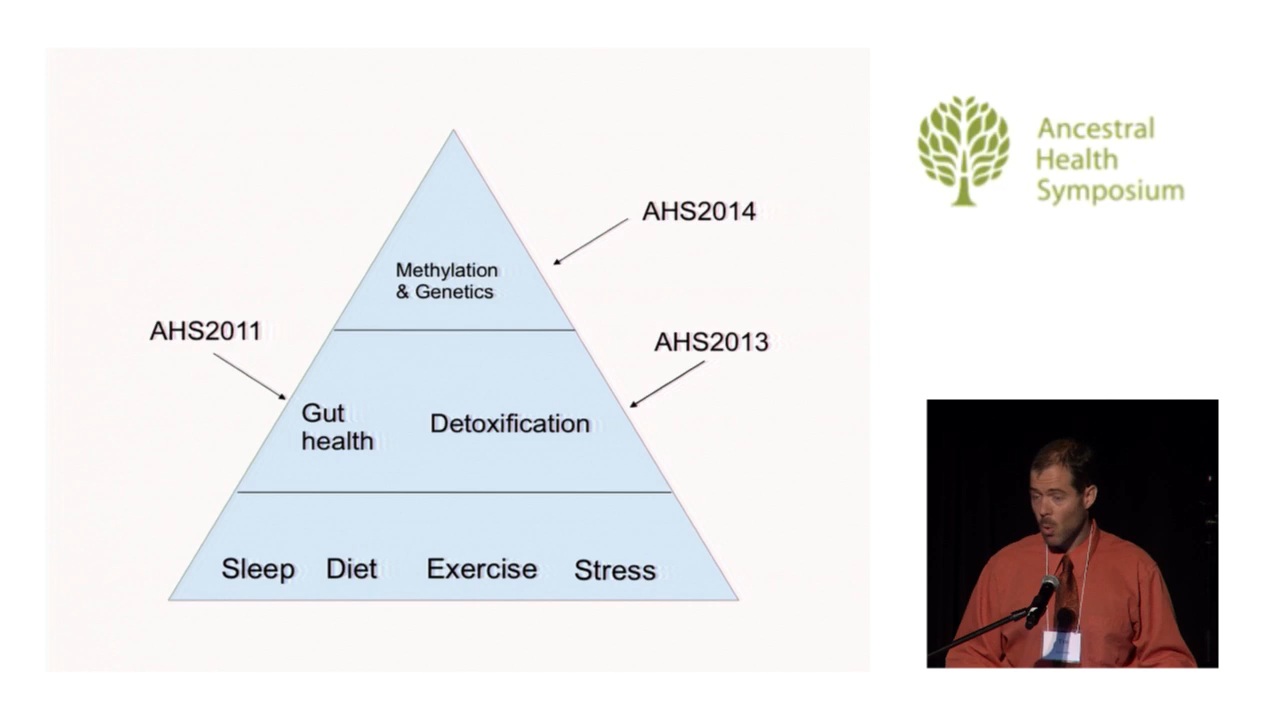 AHS2014
Methylation
& Genetics
AHS2011
AHS2013
Gut
health
Detoxification
Sleep Diet Exercise Stress
Ancestral
Health
Symposium